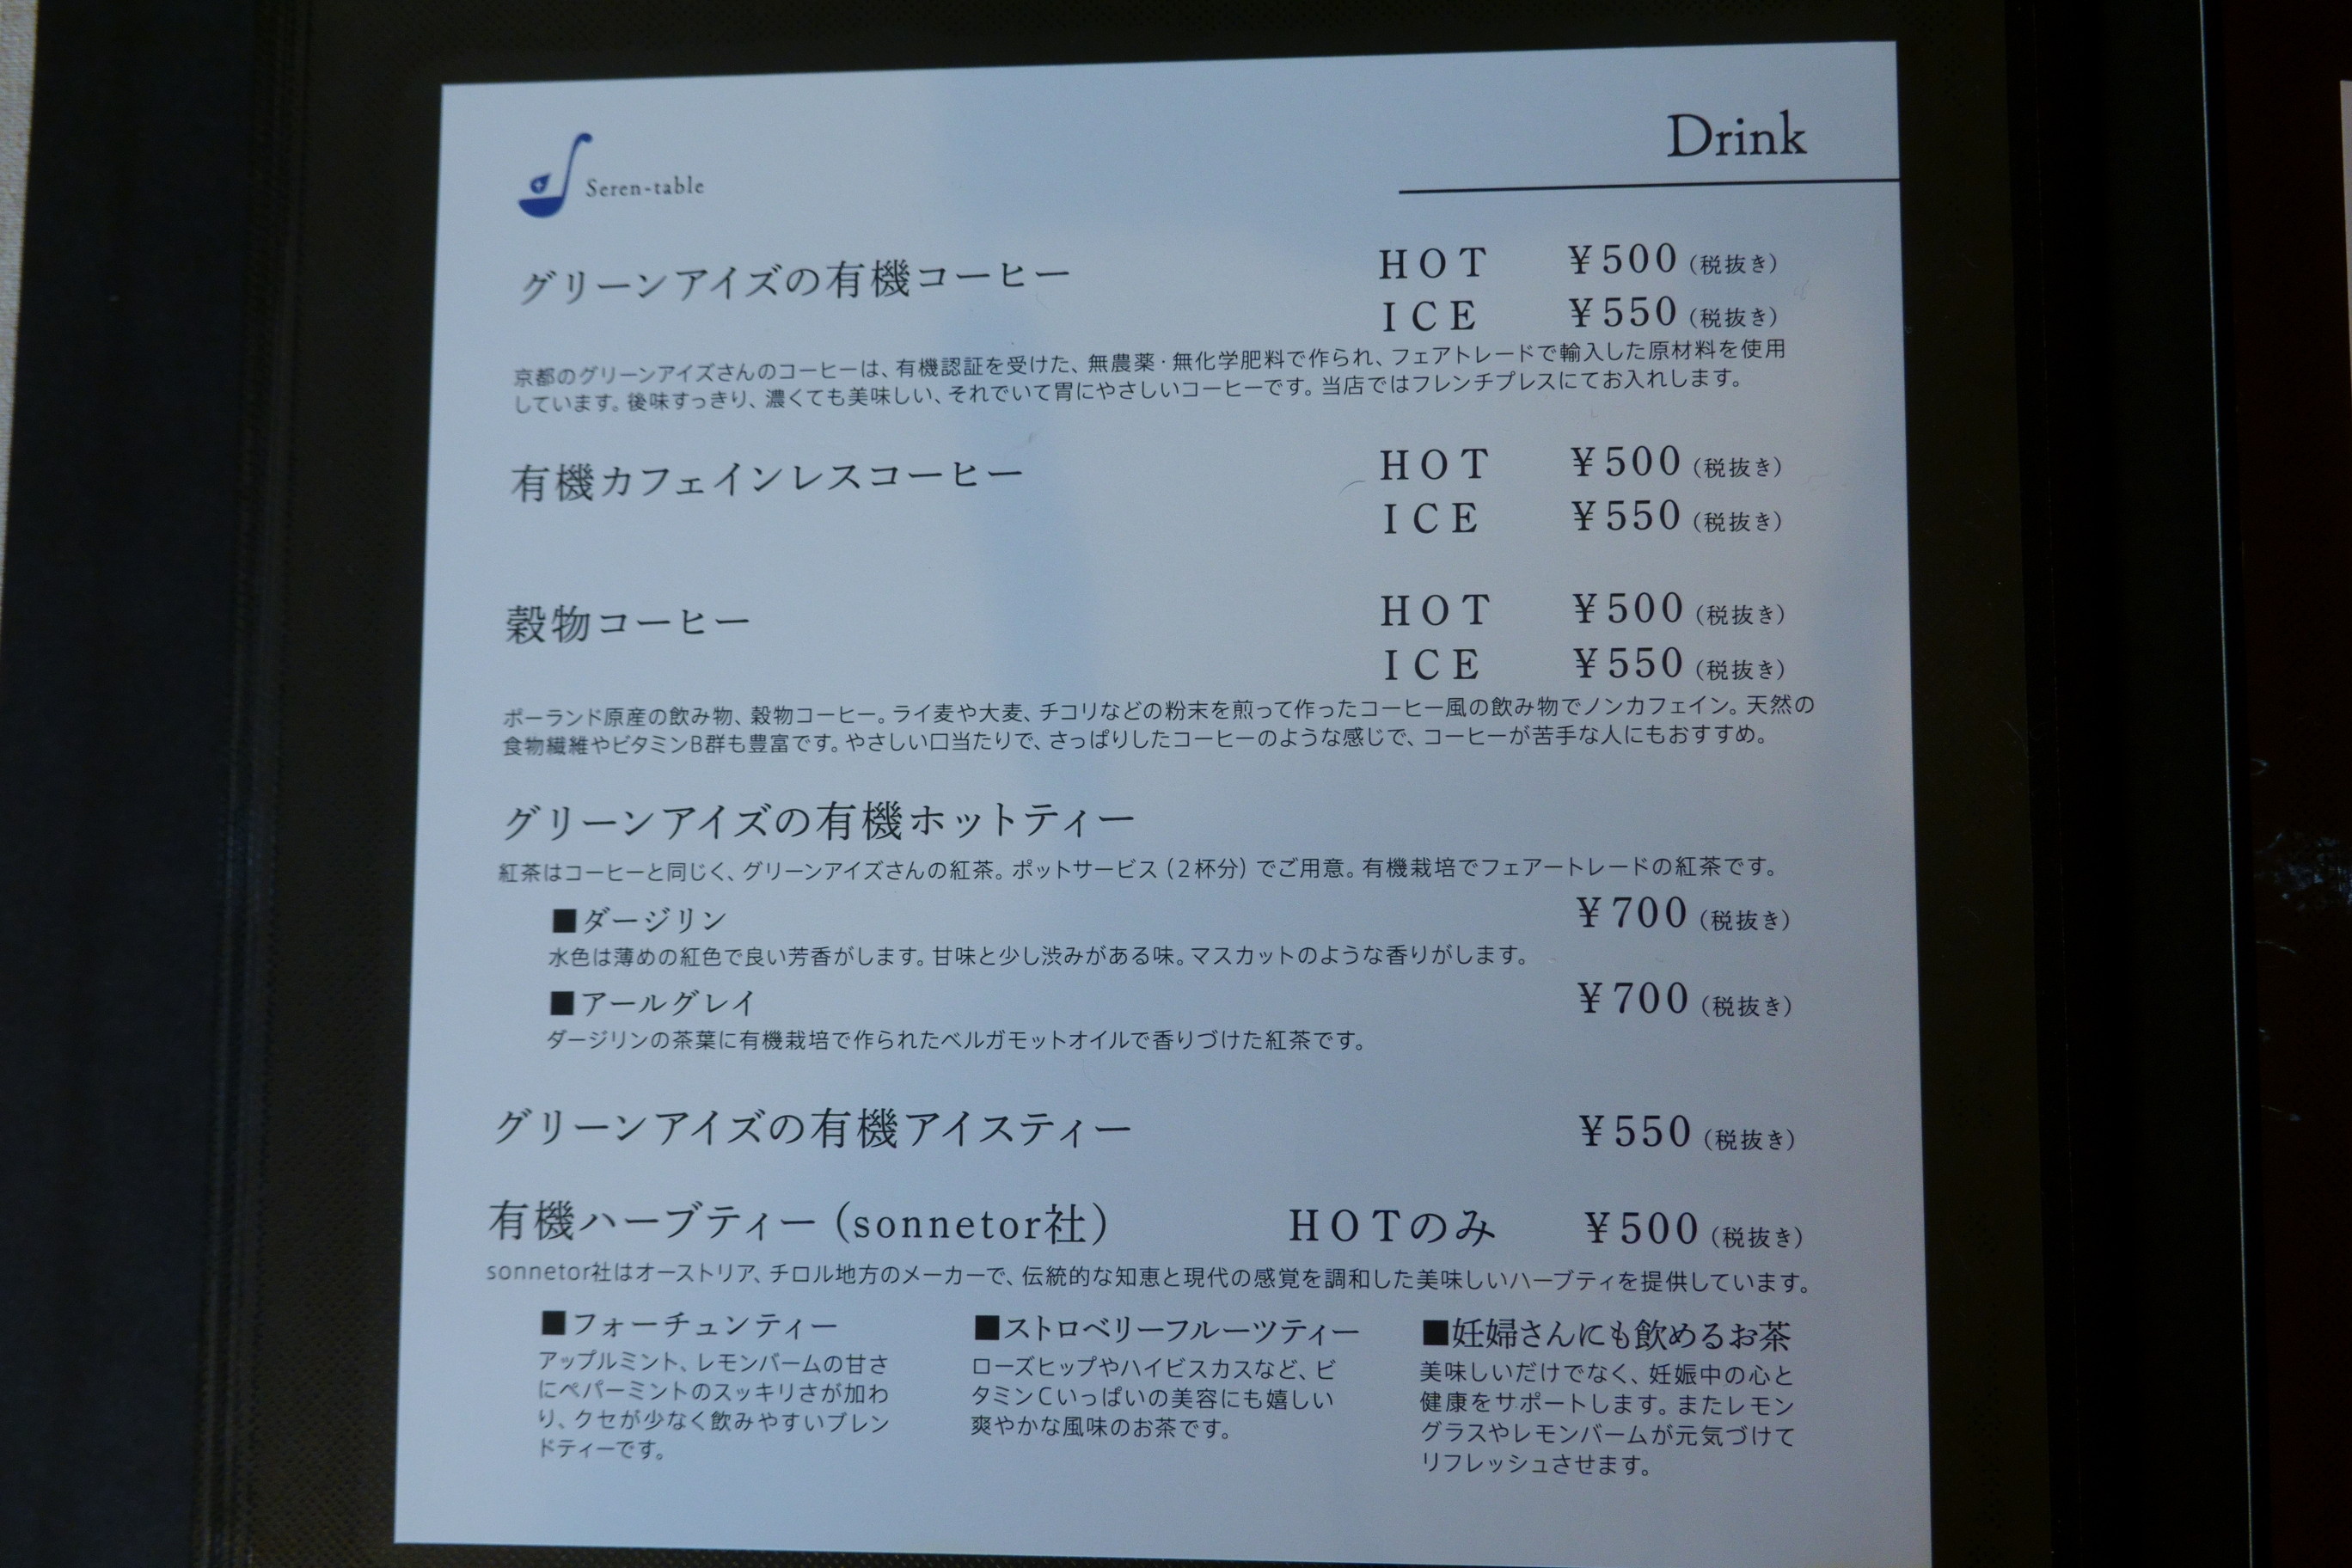 Seren-table
Drink
グリーンアイズの有機コーヒー HOT ¥500(税抜き)
ICE ¥550(税抜き)
京都のグリーンアイズさんのコーヒーは、有機認証を受けた、無農薬・無化学肥料で作られ、フェアトレードで輸入した原材料を使用
しています。後味すっきり、濃くても美味しい、それでいて胃にやさしいコーヒーです。当店ではフレンチプレスにてお入れします。
有機カフェインレスコーヒー HOT ¥500(税抜き)
ICE ¥550(税抜き)
穀物コーヒー HOT ¥500(税抜き)
ICE ¥550(税抜き)
ポーランド原産の飲み物、穀物コーヒー。ライ麦や大麦、チコリなどの粉末を煎って作ったコーヒー風の飲み物でノンカフェイン。天然の
食物繊維やビタミンB群も豊富です。やさしい口当たりで、さっぱりしたコーヒーのような感じで、コーヒーが苦手な人にもおすすめ。
グリーンアイズの有機ホットティー
紅茶はコーヒーと同じく、グリーンアイズさんの紅茶。ポットサービス(2杯分)でご用意。有機栽培でフェアートレードの紅茶です。
■ダージリン ¥700(税抜き)
水色は薄めの紅色で良い芳香がします。甘味と少し渋みがある味。マスカットのような香りがします。
■アールグレイ ¥700(税抜き)
ダージリンの茶葉に有機栽培で作られたベルガモットオイルで香りづけた紅茶です。
グリーンアイズの有機アイスティー ¥550(税抜き)
有機ハーブティー(sonnetor社) HOTのみ ¥500(税抜き)
sonnetor社はオーストリア、チロル地方のメーカーで、伝統的な知恵と現代の感覚を調和した美味しいハーブティを提供しています。
■フォーチュンティー
アップルミント、レモンバームの甘さ
にペパーミントのスッキリさが加わ
り、クセが少なく飲みやすいブレン
ドティーです。
■ストロベリーフルーツティー
ローズヒップやハイビスカスなど、ビ
タミンCいっぱいの美容にも嬉しい
爽やかな風味のお茶です。
■妊婦さんにも飲めるお茶
美味しいだけでなく、妊娠中の心と
健康をサポートします。またレモン
グラスやレモンバームが元気づけて
リフレッシュさせます。